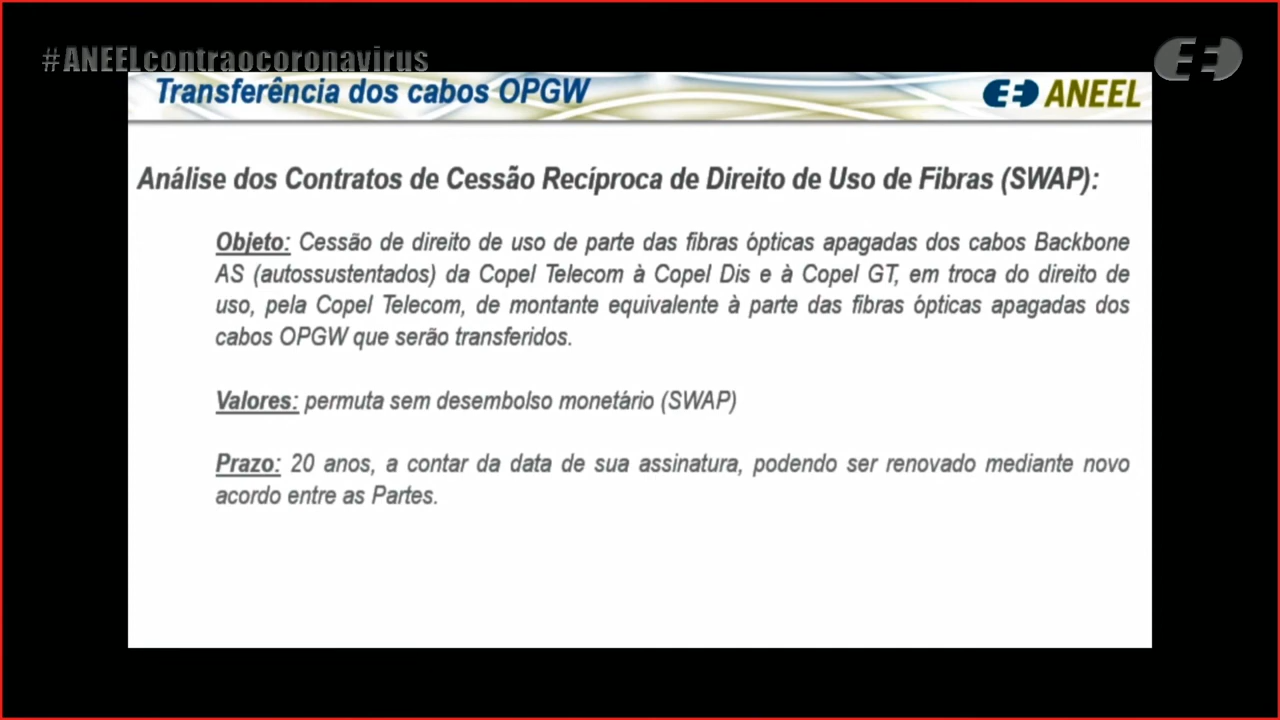 #ANEELcontraocoronavirus
Transferência dos cabos OPGW
ANEEL
Análise dos Contratos de Cessão Recíproca de Direito de Uso de Fibras (SWAP):
Objeto: Cessão de direito de uso de parte das fibras ópticas apagadas dos cabos Backbone
AS (autossustentados) da Copel Telecom à Copel Dis e à Copel GT, em troca do direito de
uso, pela Copel Telecom, de montante equivalente à parte das fibras ópticas apagadas dos
cabos OPGW que serão transferidos.
Valores: permuta sem desembolso monetário (SWAP)
Prazo: 20 anos, a contar da data de sua assinatura, podendo ser renovado mediante novo
acordo entre as Partes.